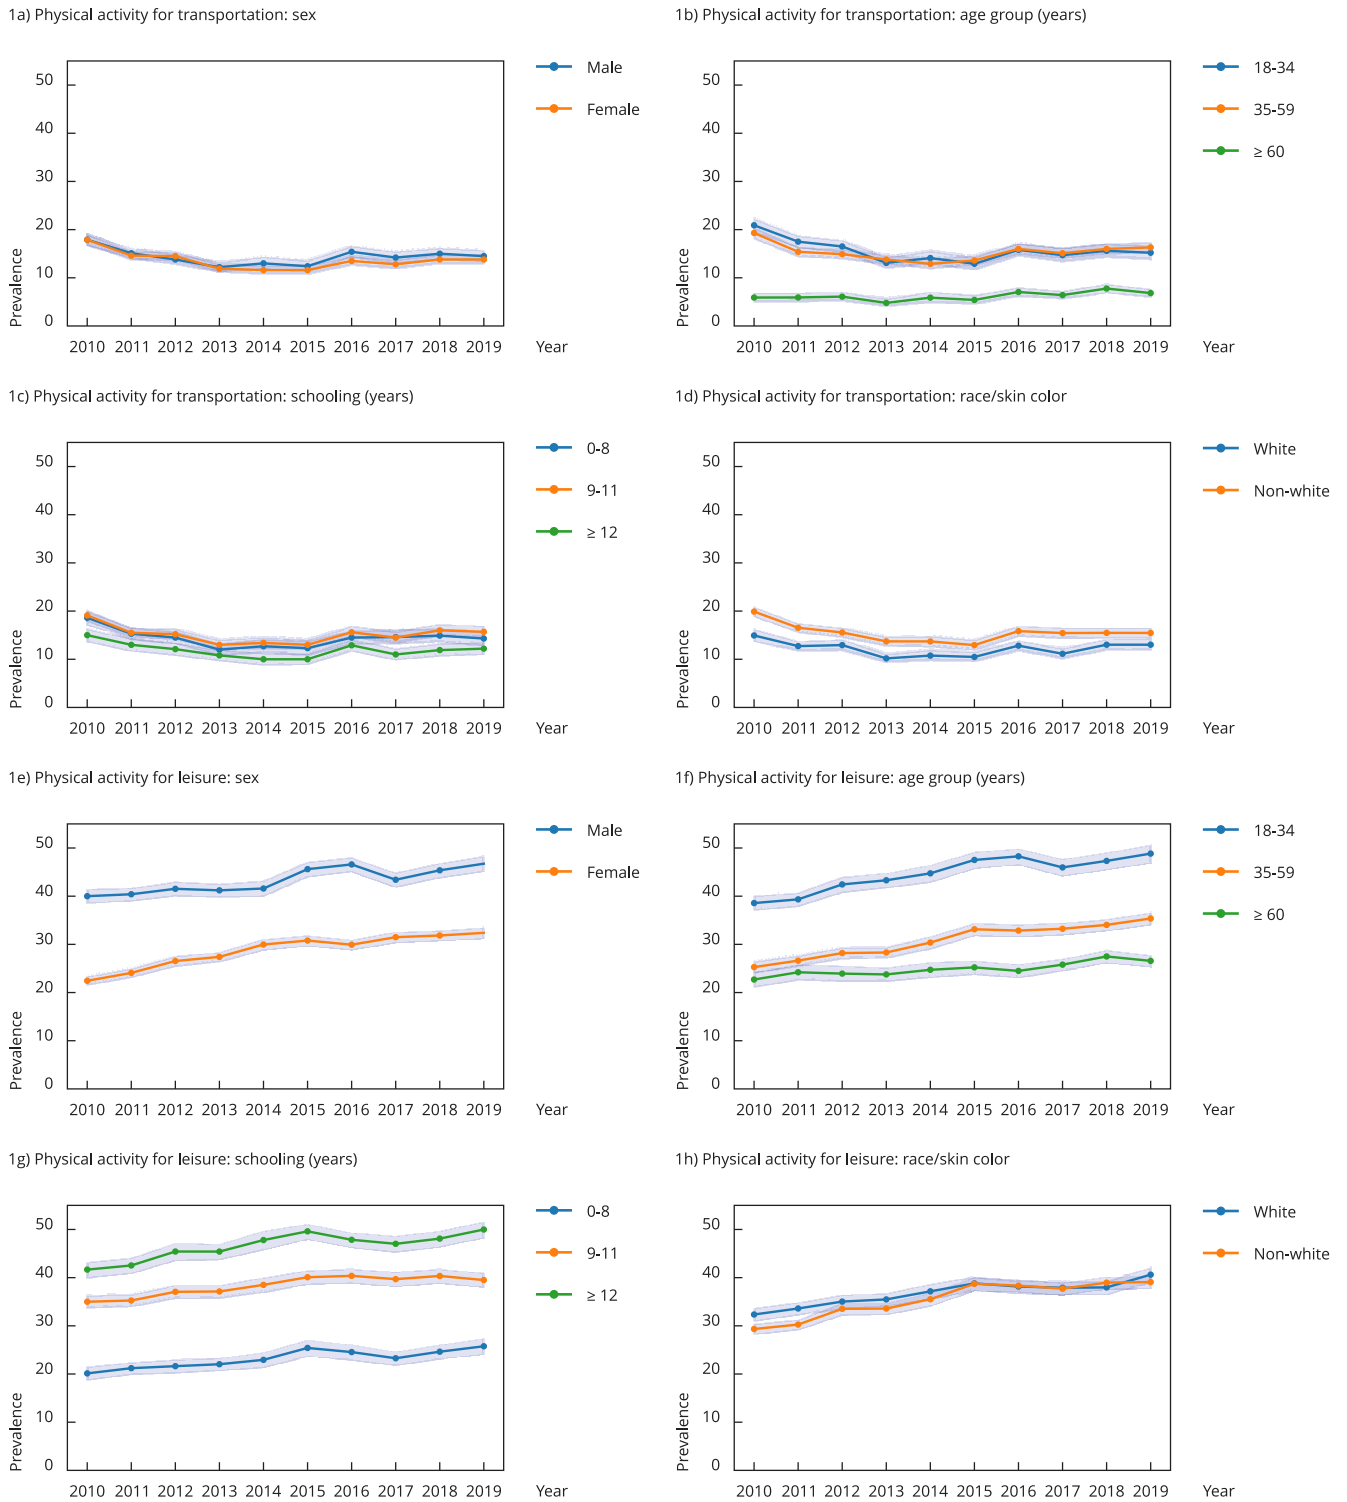 1a) Physical activity for transportation: sex
Prevalence
50
40
30
20
10
0
2010 2011 2012 2013 2014 2015 2016 2017 2018 2019 Year
Male
Female
1b) Physical activity for transportation: age group (years)
Prevalence
50
40
30
20
10
0
2010 2011 2012 2013 2014 2015 2016 2017 2018 2019 Year
18-34
35-59
≥ 60
1c) Physical activity for transportation: schooling (years)
Prevalence
50
40
30
20
10
0
2010 2011 2012 2013 2014 2015 2016 2017 2018 2019 Year
0-8
9-11
≥ 12
1d) Physical activity for transportation: race/skin color
Prevalence
50
40
30
20
10
0
2010 2011 2012 2013 2014 2015 2016 2017 2018 2019 Year
White
Non-white
1e) Physical activity for leisure: sex
Prevalence
50
40
30
20
10
0
2010 2011 2012 2013 2014 2015 2016 2017 2018 2019 Year
Male
Female
1f) Physical activity for leisure: age group (years)
Prevalence
50
40
30
20
10
0
2010 2011 2012 2013 2014 2015 2016 2017 2018 2019 Year
18-34
35-59
≥ 60
1g) Physical activity for leisure: schooling (years)
Prevalence
50
40
30
20
10
0
2010 2011 2012 2013 2014 2015 2016 2017 2018 2019 Year
0-8
9-11
≥ 12
1h) Physical activity for leisure: race/skin color
Prevalence
50
40
30
20
10
0
2010 2011 2012 2013 2014 2015 2016 2017 2018 2019 Year
White
Non-white